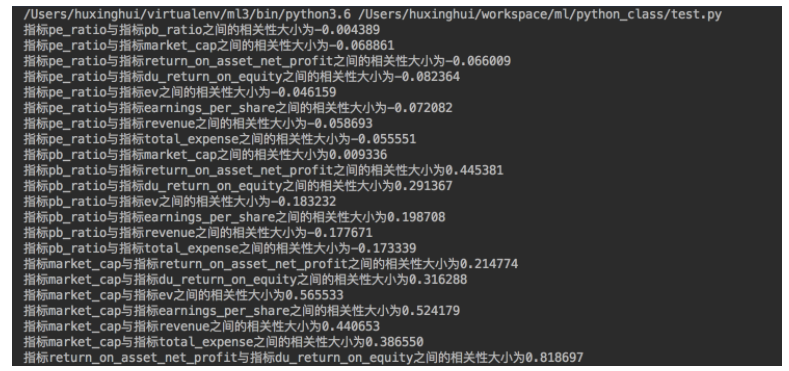 /Users/huxinghui/virtualenv/ml3/bin/python3.6 /Users/huxinghui/workspace/ml/python_class/test.py
指标pe_ratio与指标pb_ratio之间的相关性大小为-0.004389
指标pe_ratio与指标market_cap之间的相关性大小为-0.068861
指标pe_ratio与指标return_on_asset_net_profit之间的相关性大小为-0.066009
指标pe_ratio与指标du_return_on_equity之间的相关性大小为-0.082364
指标pe_ratio与指标ev之间的相关性大小为-0.046159
指标pe_ratio与指标earnings_per_share之间的相关性大小为-0.072082
指标pe_ratio与指标revenue之间的相关性大小为-0.058693
指标pe_ratio与指标total_expense之间的相关性大小为-0.055551
指标pb_ratio与指标market_cap之间的相关性大小为0.009336
指标pb_ratio与指标return_on_asset_net_profit之间的相关性大小为0.445381
指标pb_ratio与指标du_return_on_equity之间的相关性大小为0.291367
指标pb_ratio与指标ev之间的相关性大小为-0.183232
指标pb_ratio与指标earnings_per_share之间的相关性大小为0.198708
指标pb_ratio与指标revenue之间的相关性大小为-0.177671
指标pb_ratio与指标total_expense之间的相关性大小为-0.173339
指标market_cap与指标return_on_asset_net_profit之间的相关性大小为0.214774
指标market_cap与指标du_return_on_equity之间的相关性大小为0.316288
指标market_cap与指标ev之间的相关性大小为0.565533
指标market_cap与指标earnings_per_share之间的相关性大小为0.524179
指标market_cap与指标revenue之间的相关性大小为0.440653
指标market_cap与指标total_expense之间的相关性大小为0.386550
指标return_on_asset_net_profit与指标du_return_on_equity之间的相关性大小为0.818697